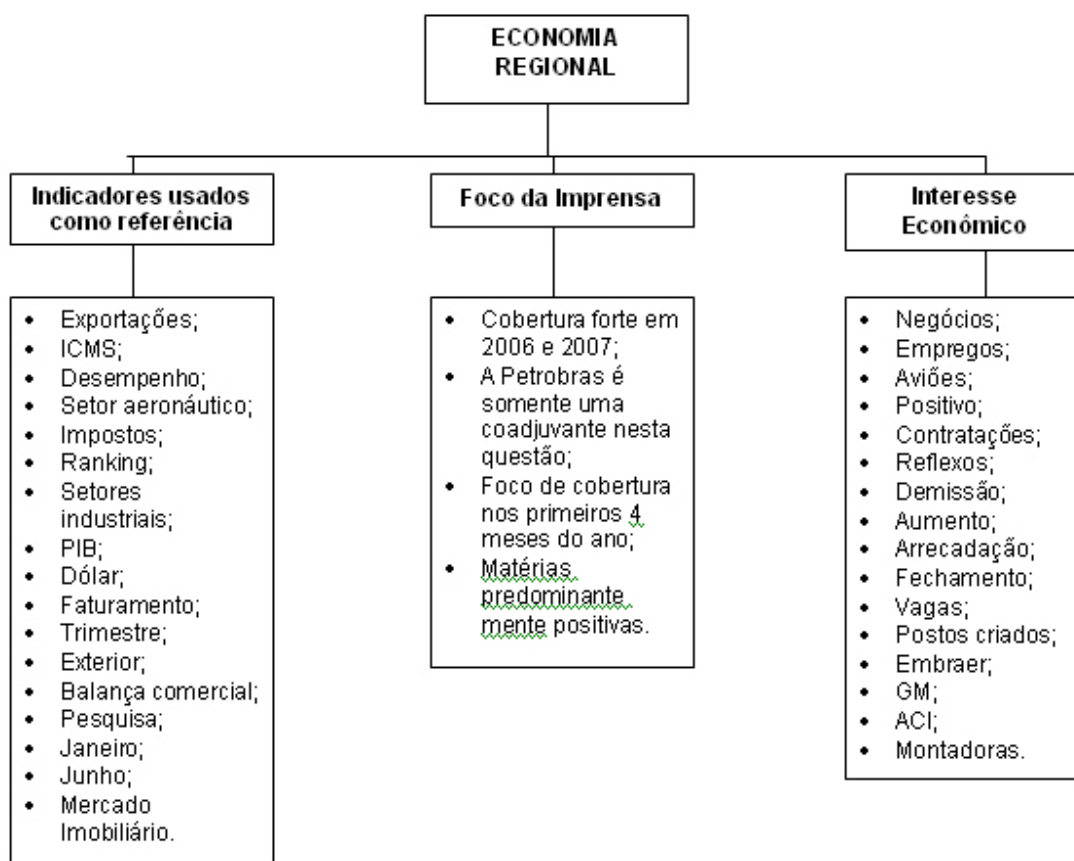 ECONOMIA
REGIONAL
Indicadores usados
como referência
• Exportações;
• ICMS;
• Desempenho;
• Setor aeronáutico;
• Impostos;
• Ranking;
• Setores
industriais;
• PIB;
• Dólar;
• Faturamento;
• Trimestre;
• Exterior;
• Balança comercial;
• Pesquisa;
• Janeiro;
• Junho;
• Mercado
Imobiliário.
Foco da Imprensa
• Cobertura forte em
2006 e 2007;
• A Petrobras é
somente uma
coadjuvante nesta
questão;
• Foco de cobertura
nos primeiros 4
meses do ano;
• Matérias
predominante
mente positivas.
Interesse
Econômico
• Negócios;
• Empregos;
• Aviões;
• Positivo;
• Contratações;
• Reflexos;
• Demissão;
• Aumento;
• Arrecadação;
• Fechamento;
• Vagas;
• Postos criados;
• Embraer;
• GM;
• ACI;
• Montadoras.